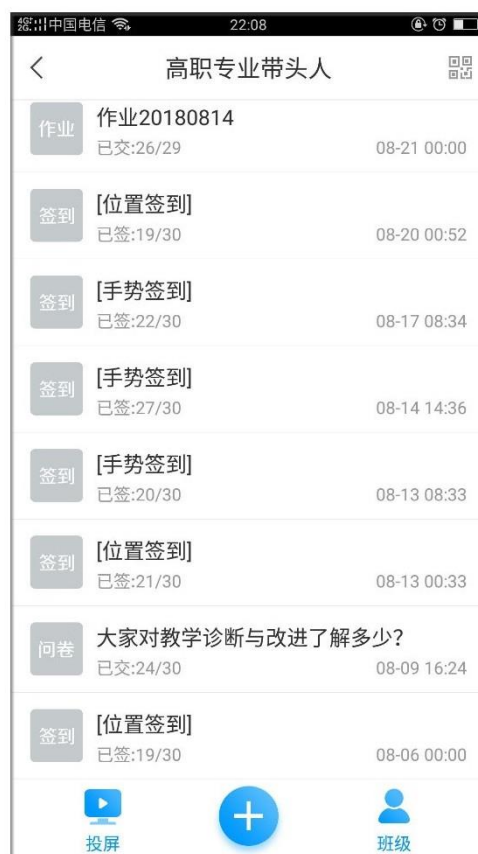 中国电信 22:08
高职专业带头人
作业 作业20180814
已交:26/29 08-21 00:00
签到 [位置签到]
已签:19/30 08-20 00:52
签到 [手势签到]
已签:22/30 08-17 08:34
签到 [手势签到]
已签:27/30 08-14 14:36
签到 [手势签到]
已签:20/30 08-13 08:33
签到 [位置签到]
已签:21/30 08-13 00:33
问卷 大家对教学诊断与改进了解多少?
已交:24/30 08-09 16:24
签到 [位置签到]
已签:19/30 08-06 00:00
投屏 班级